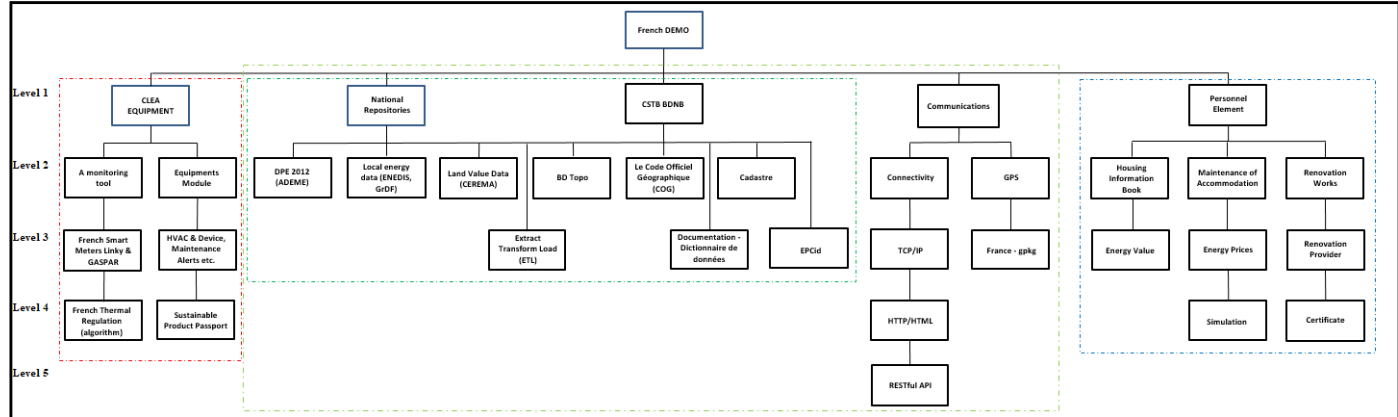 French DEMO
Level 1
CLEA
EQUIPMENT
National
Repositories
CSTB BDNB
Communications
Personnel
Element
Level 2
A monitoring
tool
Equipments
Module
DPE 2012
(ADEME)
Local energy
data (ENEDIS,
GrDF)
Land Value Data
(CEREMA)
BD Topo
Le Code Officiel
Géographique
(COG)
Cadastre
Connectivity
GPS
Housing
Information
Book
Maintenance of
Accommodation
Renovation
Works
Level 3
French Smart
Meters Linky &
GASPAR
HVAC & Device,
Maintenance
Alerts etc.
Extract
Transform Load
(ETL)
Documentation -
Dictionnaire de
données
EPCid
TCP/IP
France - gpkg
Energy Value
Energy Prices
Renovation
Provider
Level 4
French Thermal
Regulation
(algorithm)
Sustainable
Product Passport
HTTP/HTML
Simulation
Certificate
Level 5
RESTful API